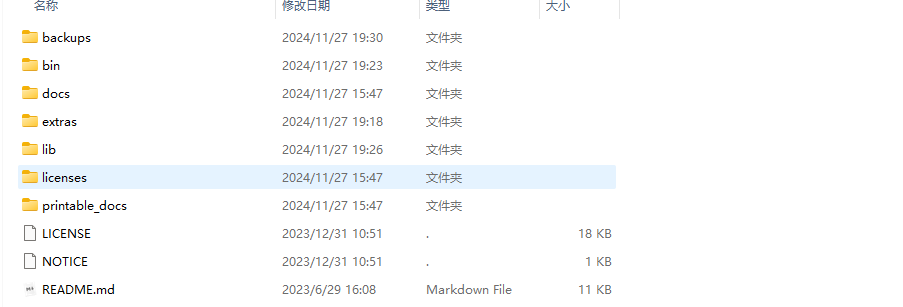 名称 修改日期 类型 大小
backups 2024/11/27 19:30 文件夹
bin 2024/11/27 19:23 文件夹
docs 2024/11/27 15:47 文件夹
extras 2024/11/27 19:18 文件夹
lib 2024/11/27 19:26 文件夹
licenses 2024/11/27 15:47 文件夹
printable_docs 2024/11/27 15:47 文件夹
LICENSE 2023/12/31 10:51 . 18 KB
NOTICE 2023/12/31 10:51 . 1 KB
README.md 2023/6/29 16:08 Markdown File 11 KB